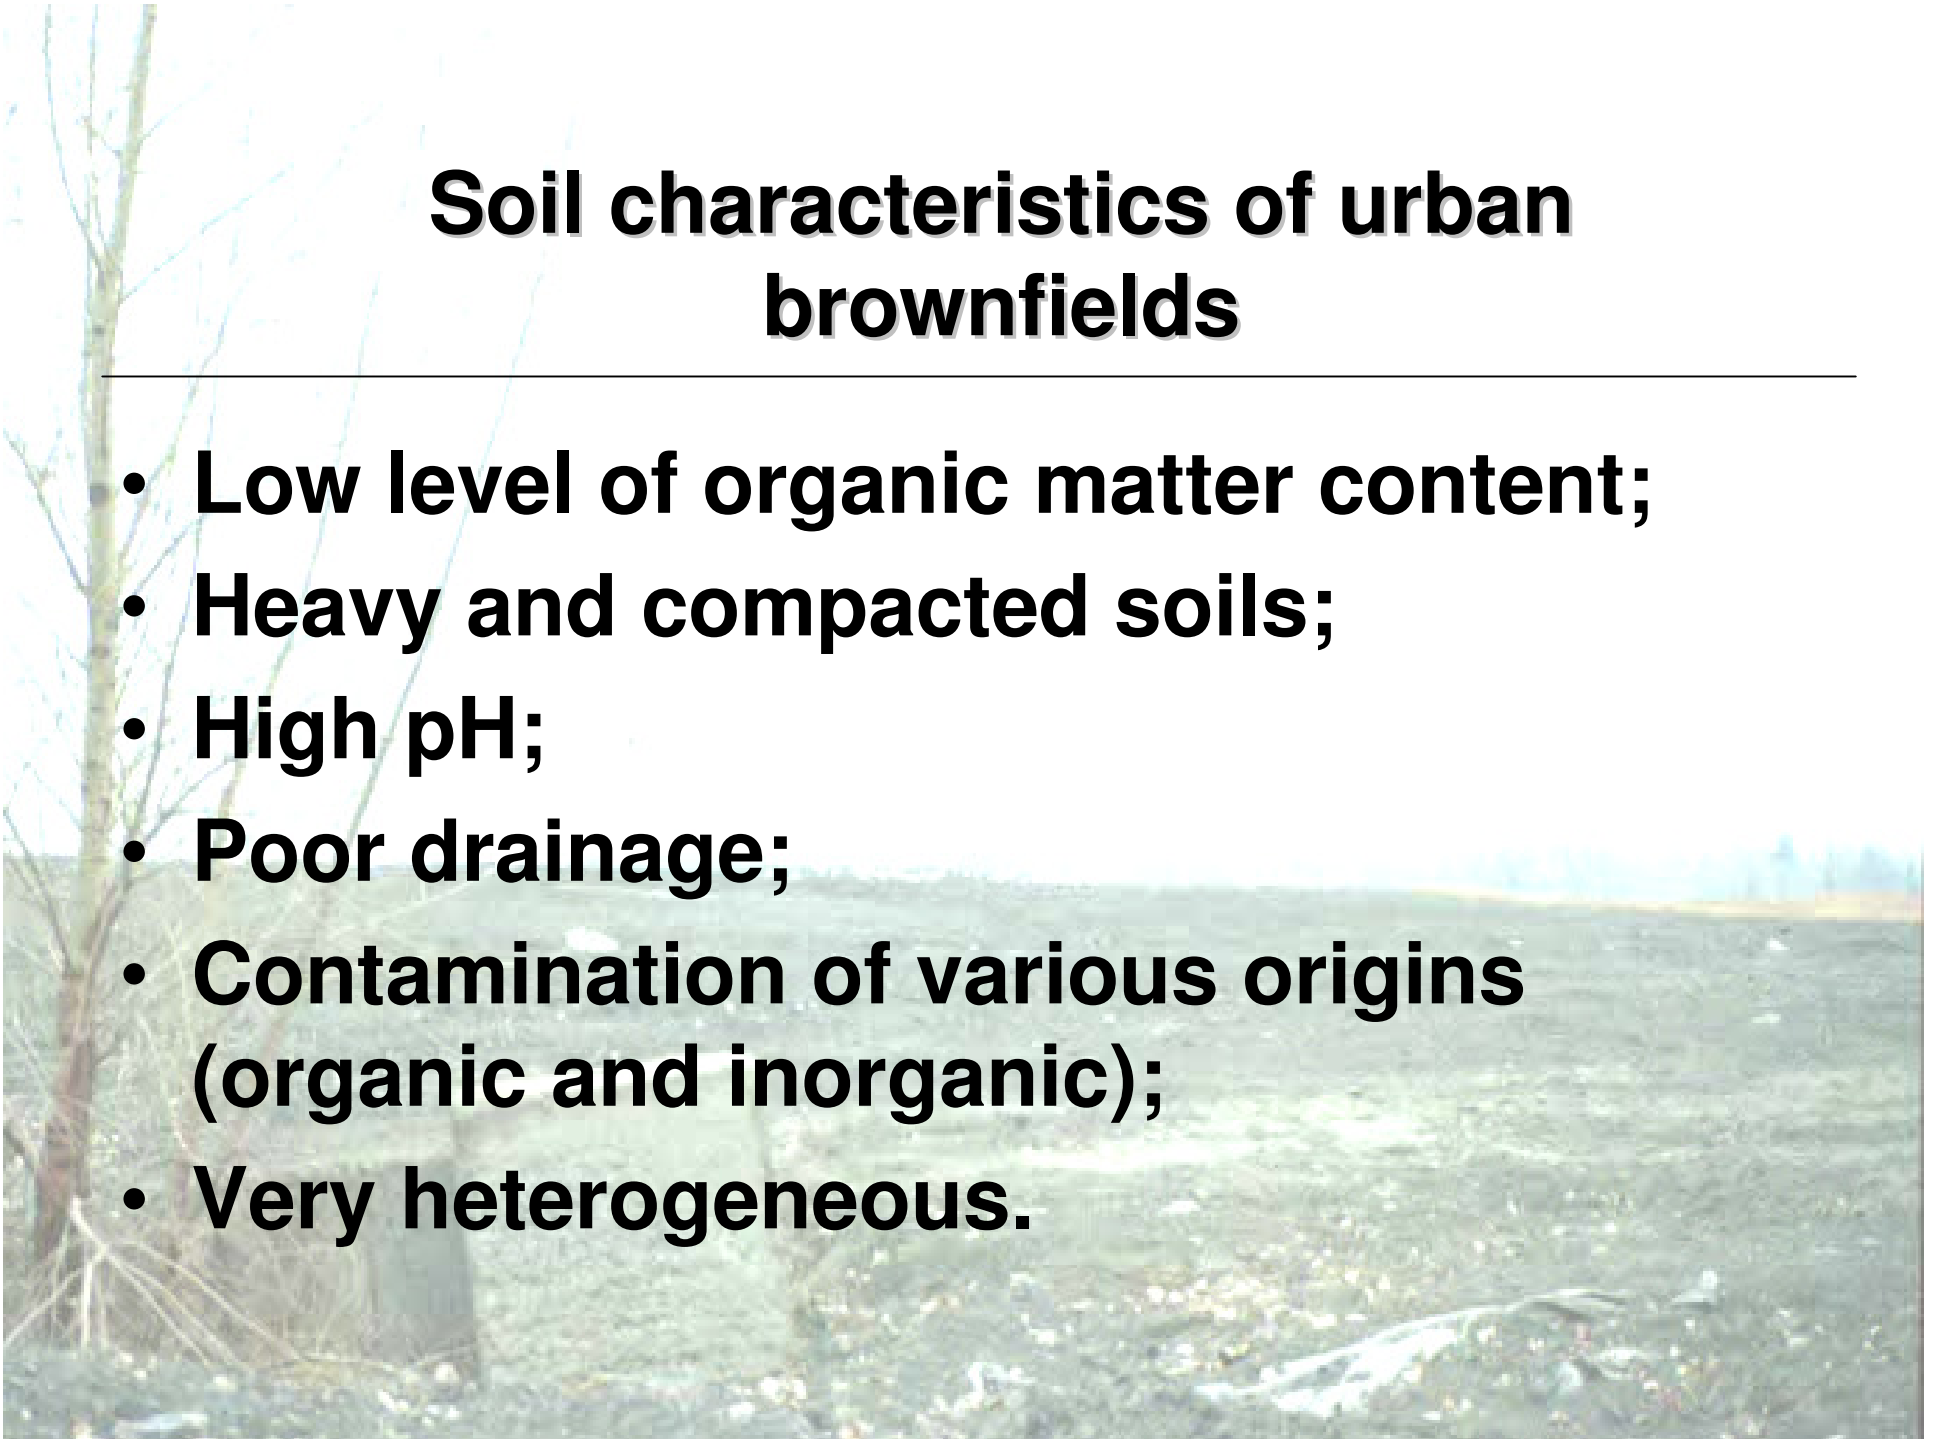 Soil characteristics of urban
brownfields
• Low level of organic matter content;
• Heavy and compacted soils;
• High pH;
• Poor drainage;
• Contamination of various origins
(organic and inorganic);
• Very heterogeneous.